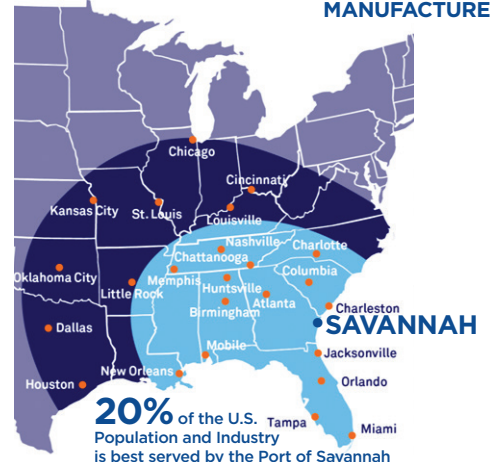 MANUFACTURE
Chicago
Cincinnati
Kansas City
St. Louis
Louisville
Nashville
Charlotte
Chattanooga
Oklahoma City
Memphis
Columbia
Little Rock
Huntsville
Atlanta
Birmingham
Charleston
SAVANNAH
Dallas
Mobile
Jacksonville
New Orleans
Houston
Orlando
20% of the U.S.
Tampa
Miami
Population and Industry
is best served by the Port of Savannah